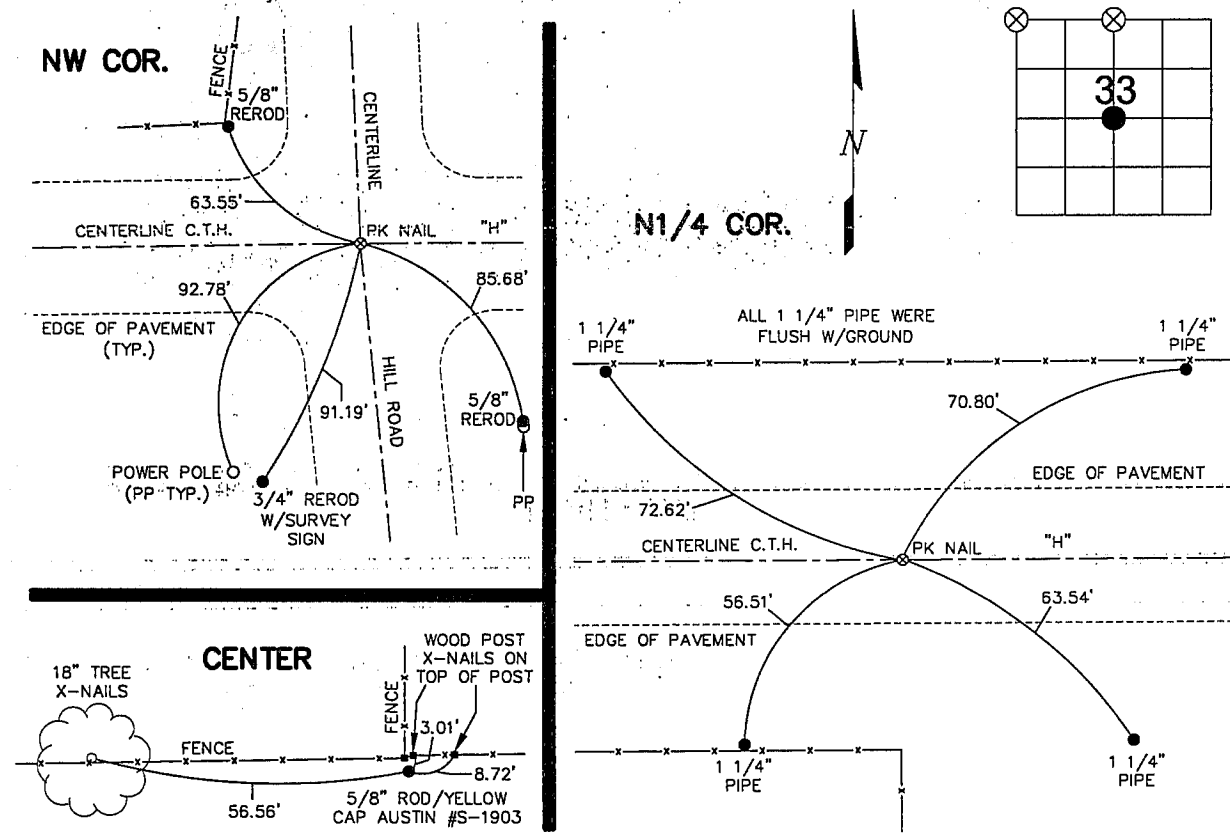 NW COR.
FENCE
5/8"
REROD
CENTERLINE
63.55'
CENTERLINE C.T.H.
PK NAIL
"H"
92.78'
85.68'
EDGE OF PAVEMENT
(TYP.)
HILL ROAD
91.19'
5/8"
REROD
POWER POLE
(PP TYP.)
3/4" REROD
W/SURVEY
SIGN
PP
N
33
N1/4 COR.
1 1/4"
PIPE
ALL 1 1/4" PIPE WERE
FLUSH W/GROUND
1 1/4"
PIPE
70.80'
EDGE OF PAVEMENT
72.62'
CENTERLINE C.T.H.
PK NAIL
"H"
56.51'
63.54'
EDGE OF PAVEMENT
1 1/4"
PIPE
1 1/4"
PIPE
CENTER
18" TREE
X-NAILS
WOOD POST
X-NAILS ON
TOP OF POST
FENCE
FENCE
3.01'
8.72'
56.56'
5/8" ROD/YELLOW
CAP AUSTIN #S-1903